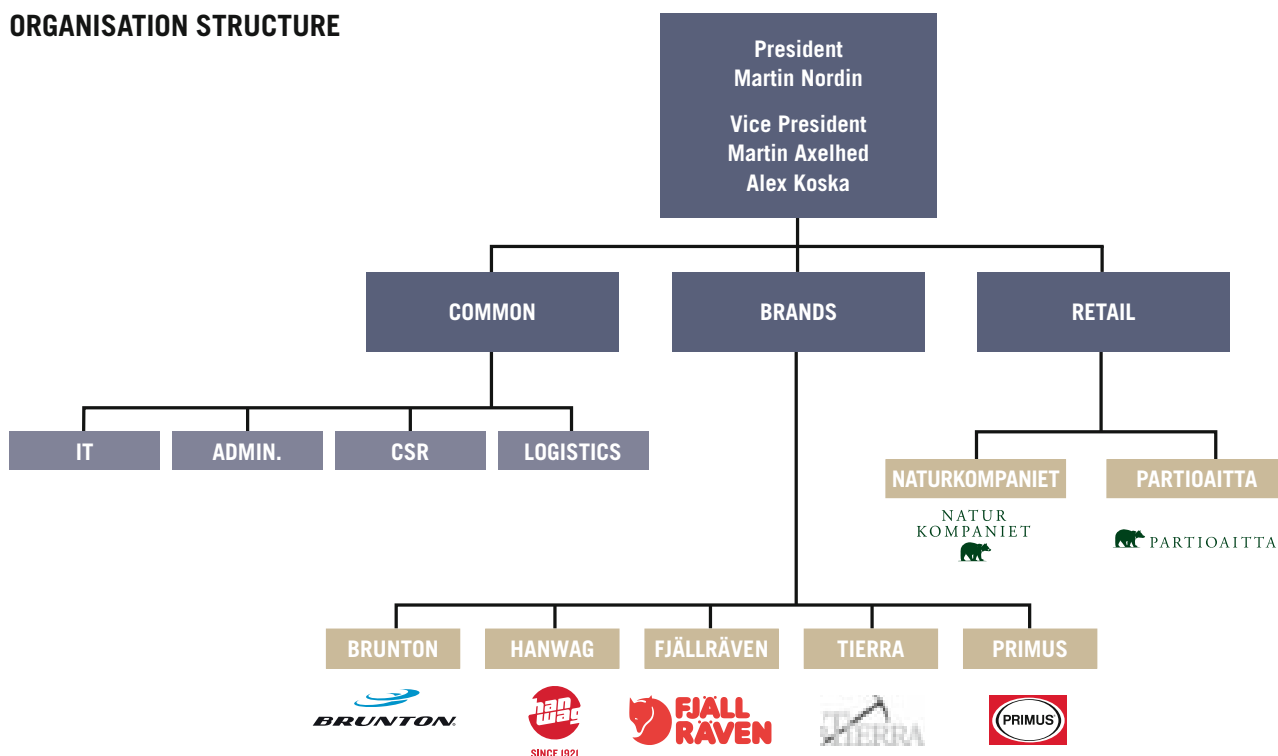 ORGANISATION STRUCTURE
President
Martin Nordin
Vice President
Martin Axelhed
Alex Koska
COMMON
BRANDS
RETAIL
IT
ADMIN.
CSR
LOGISTICS
NATURKOMPANIET
PARTIOAITTA
NATUR
KOMPANIET
PARTIOAITTA
BRUNTON
HANWAG
FJÄLLRÄVEN
TIERRA
PRIMUS
BRUNTON
han
wag
SINCE 1921
FJÄLL
RÄVEN
TIERRA
PRIMUS